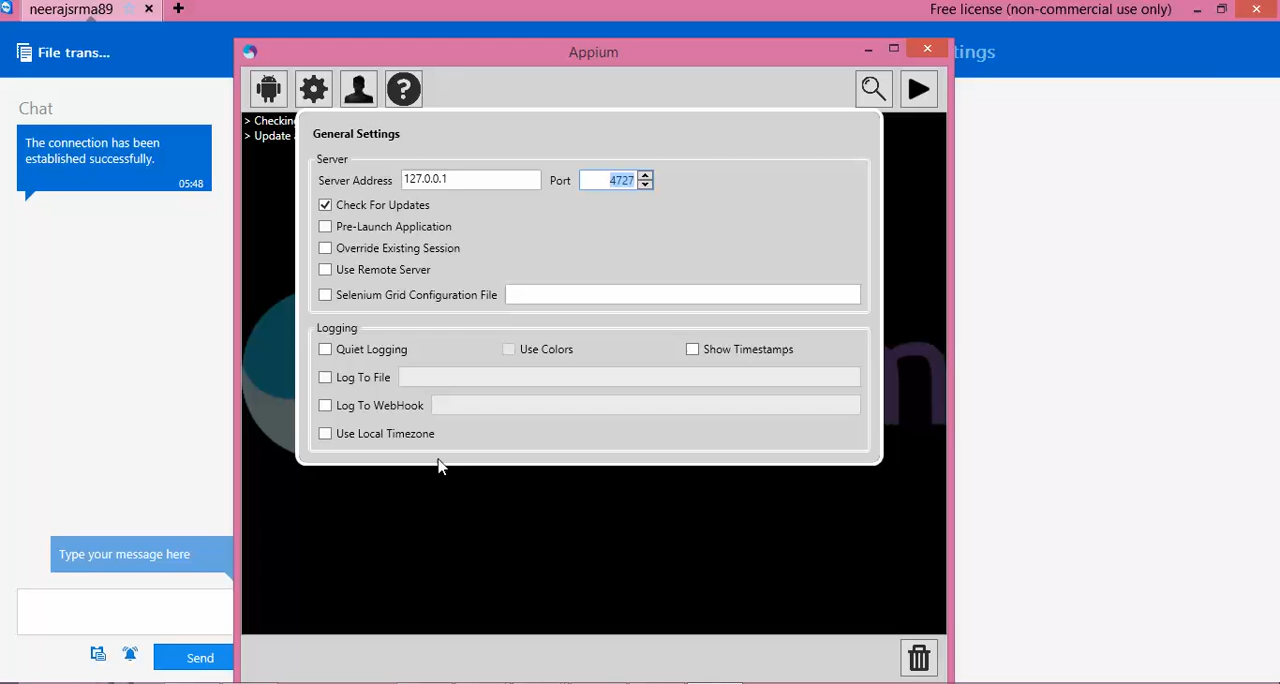 neerajsrma89
Free license (non-commercial use only)
File trans...
Appium
tings
Chat
The connection has been
established successfully.
05:48
> Checkin
> Update
General Settings
Server
Server Address 127.0.0.1 Port 4727
Check For Updates
Pre-Launch Application
Override Existing Session
Use Remote Server
Selenium Grid Configuration File
Logging
Quiet Logging Use Colors Show Timestamps
Log To File
Log To WebHook
Use Local Timezone
Type your message here
Send